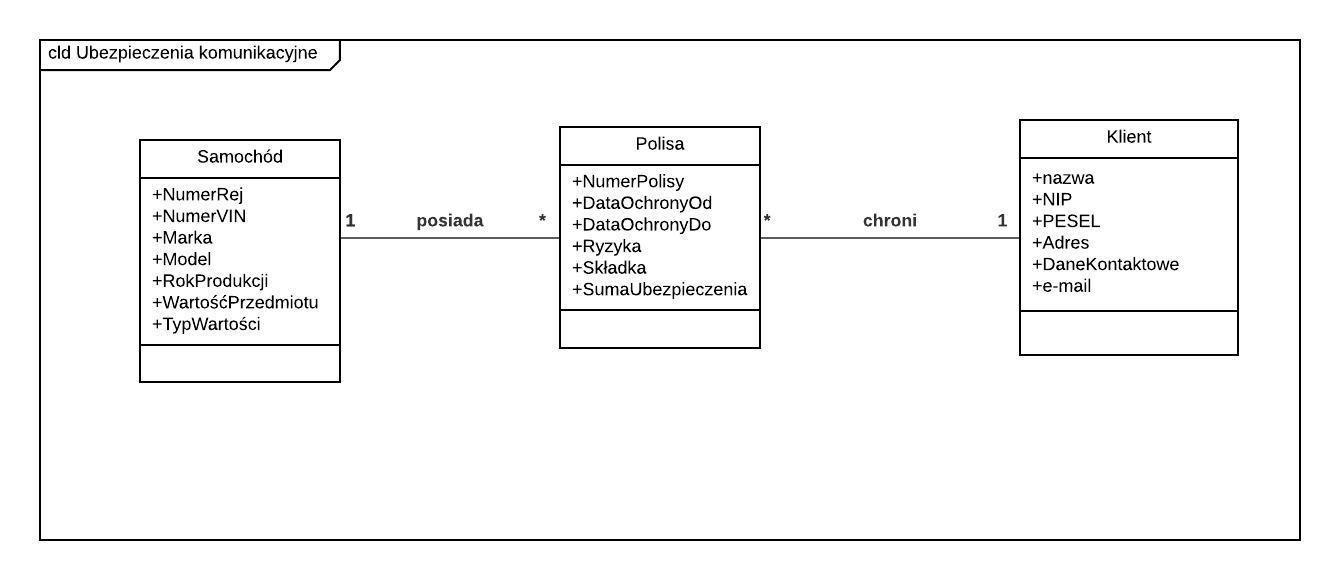 cld Ubezpieczenia komunikacyjne
Samochód
+NumerRej
+NumerVIN
+Marka
+Model
+RokProdukcji
+WartośćPrzedmiotu
+TypWartości
1 posiada *
Polisa
+NumerPolisy
+DataOchronyOd
+DataOchronyDo
+Ryzyka
+Składka
+SumaUbezpieczenia
* chroni 1
Klient
+nazwa
+NIP
+PESEL
+Adres
+DaneKontaktowe
+e-mail